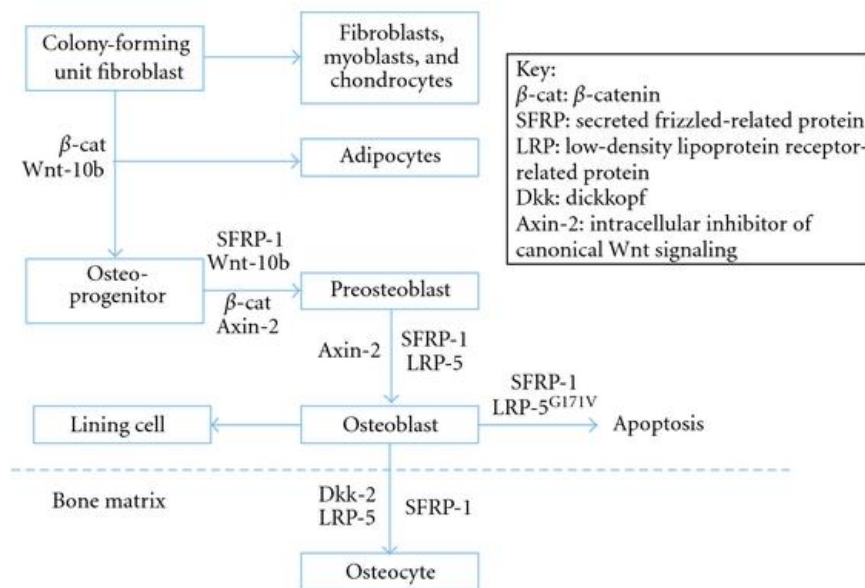 Colony-forming
unit fibroblast
Fibroblasts,
myoblasts, and
chondrocytes
Key:
β-cat: β-catenin
SFRP: secreted frizzled-related protein
LRP: low-density lipoprotein receptor-
related protein
Dkk: dickkopf
Axin-2: intracellular inhibitor of
canonical Wnt signaling
β-cat
Wnt-10b
Adipocytes
SFRP-1
Wnt-10b
Osteo-
progenitor
β-cat
Axin-2
Preosteoblast
Axin-2
SFRP-1
LRP-5
SFRP-1
LRP-5G171V
Lining cell
Osteoblast
Apoptosis
Bone matrix
Dkk-2
LRP-5
SFRP-1
Osteocyte